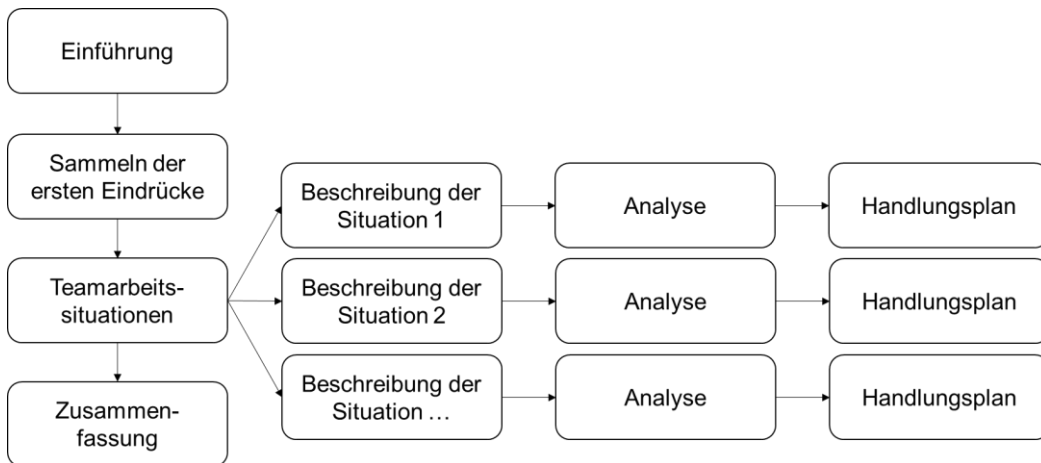 Einführung
Sammeln der
ersten Eindrücke
Teamarbeits-
situationen
Zusammen-
fassung
Beschreibung der
Situation 1
Analyse
Handlungsplan
Beschreibung der
Situation 2
Analyse
Handlungsplan
Beschreibung der
Situation ...
Analyse
Handlungsplan